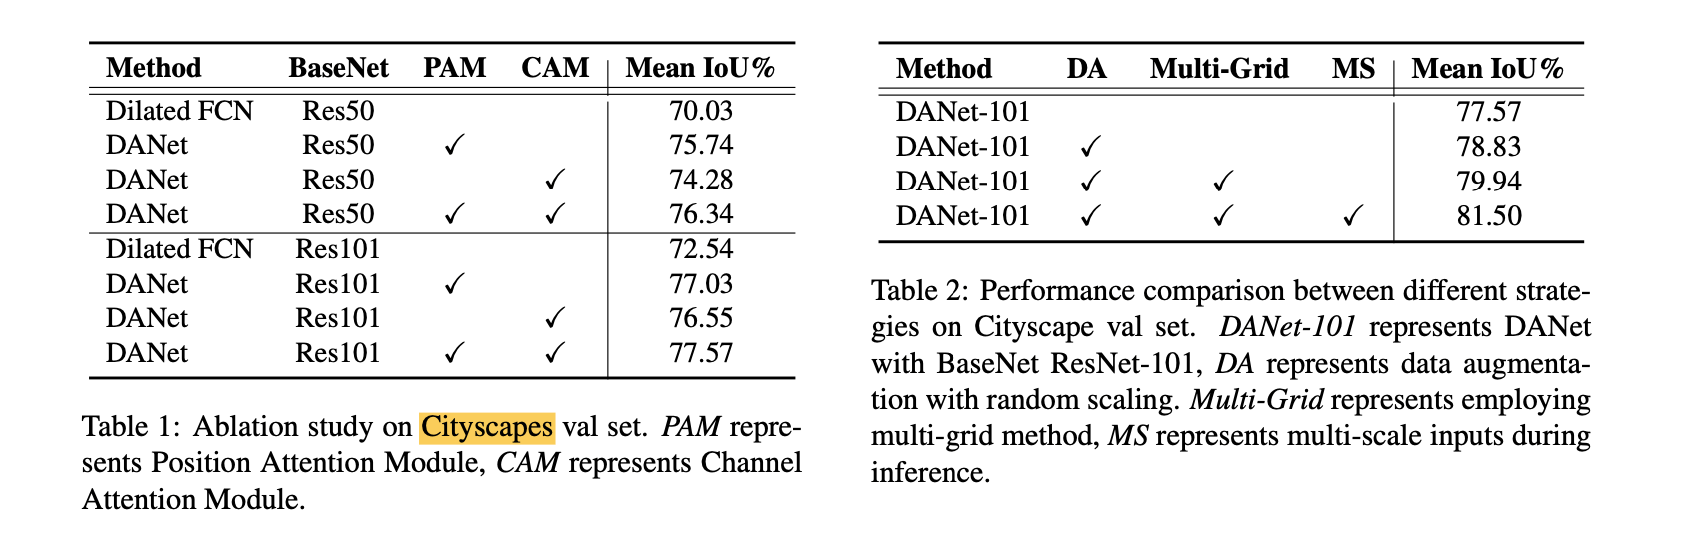 Method BaseNet PAM CAM Mean IoU%
Dilated FCN Res50 70.03
DANet Res50 ✓ 75.74
DANet Res50 ✓ 74.28
DANet Res50 ✓ ✓ 76.34
Dilated FCN Res101 72.54
DANet Res101 ✓ 77.03
DANet Res101 ✓ 76.55
DANet Res101 ✓ ✓ 77.57
Table 1: Ablation study on Cityscapes val set. PAM repre-
sents Position Attention Module, CAM represents Channel
Attention Module.
Method DA Multi-Grid MS Mean IoU%
DANet-101 77.57
DANet-101 ✓ 78.83
DANet-101 ✓ ✓ 79.94
DANet-101 ✓ ✓ ✓ 81.50
Table 2: Performance comparison between different strate-
gies on Cityscape val set. DANet-101 represents DANet
with BaseNet ResNet-101, DA represents data augmenta-
tion with random scaling. Multi-Grid represents employing
multi-grid method, MS represents multi-scale inputs during
inference.